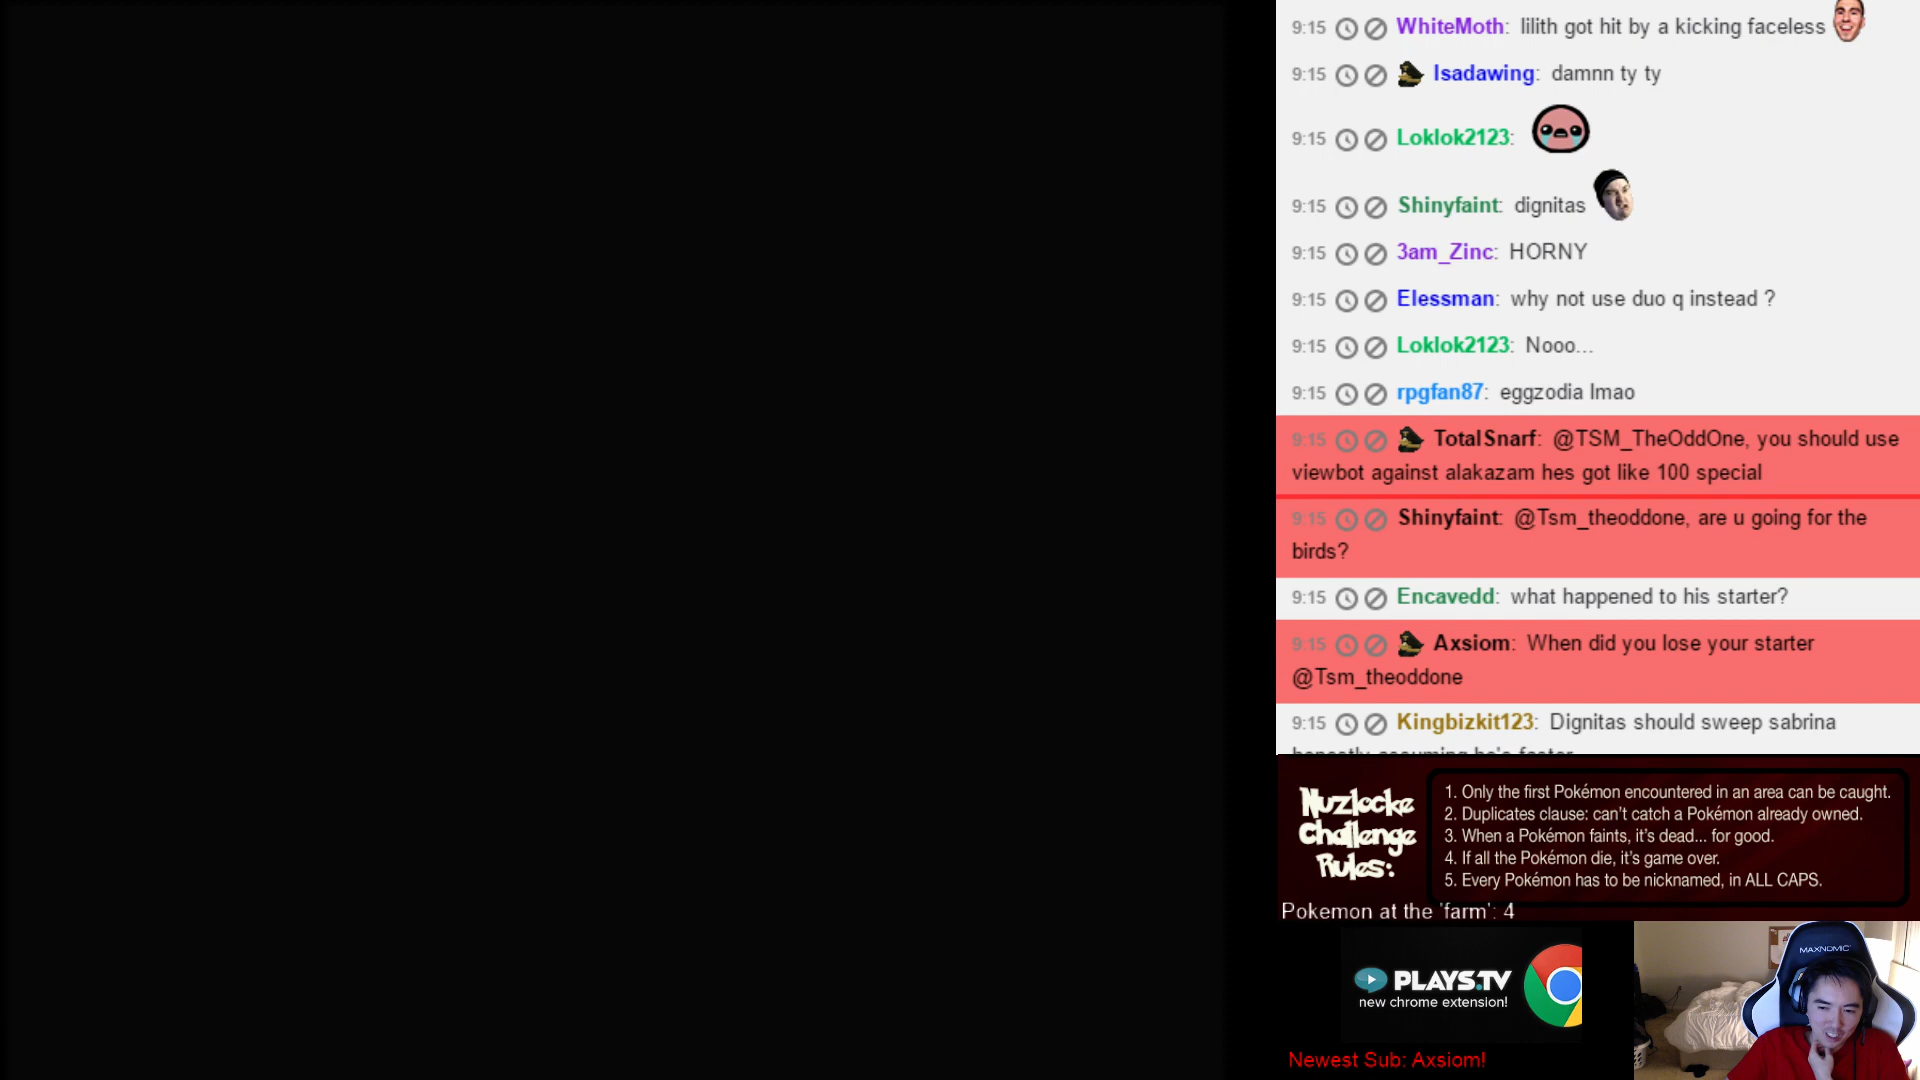 9:15 WhiteMoth: lilith got hit by a kicking faceless
9:15 Isadawing: damnn ty ty
9:15 Loklok2123:
9:15 Shinyfaint: dignitas
9:15 3am_Zinc: HORNY
9:15 Elessman: why not use duo q instead ?
9:15 Loklok2123: Nooo...
9:15 rpgfan87: eggzodia lmao
9:15 TotalSnarf: @TSM_TheOddOne, you should use
viewbot against alakazam hes got like 100 special
9:15 Shinyfaint: @Tsm_theoddone, are u going for the
birds?
9:15 Encavedd: what happened to his starter?
9:15 Axsiom: When did you lose your starter
@Tsm_theoddone
9:15 Kingbizkit123: Dignitas should sweep sabrina
honestly assuming he's faster
Nuzlocke
Challenge
Rules:
1. Only the first Pokémon encountered in an area can be caught.
2. Duplicates clause: can't catch a Pokémon already owned.
3. When a Pokémon faints, it's dead... for good.
4. If all the Pokémon die, it's game over.
5. Every Pokémon has to be nicknamed, in ALL CAPS.
Pokemon at the 'farm': 4
PLAYS.TV
new chrome extension!
MAXNOMIC
Newest Sub: Axsiom!